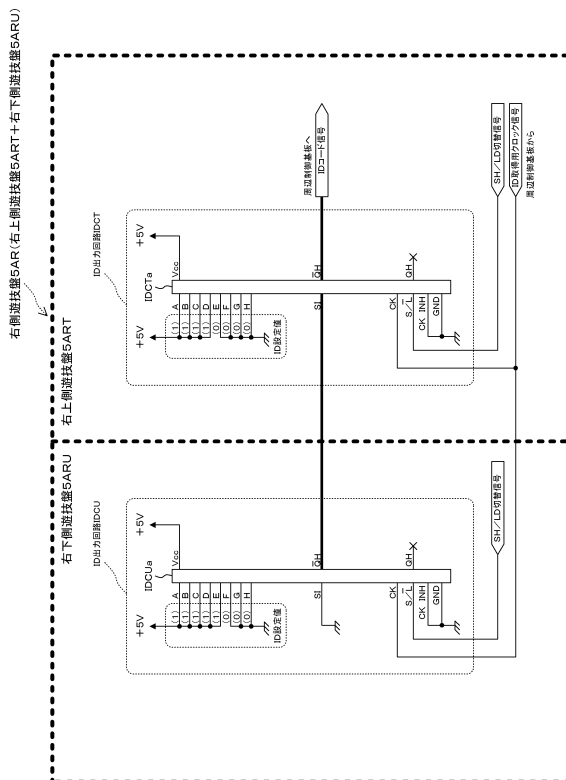 右側遊技盤5AR(右上側遊技盤5ART+右下側遊技盤5ARU)
右上側遊技盤5ART
ID出力回路IDCT
+5V
+5V
IDCTa
Vcc
A
B
C
D
E
F
G
H
(1)
(1)
(1)
(1)
(0)
(0)
(0)
(0)
ID設定値
SI
QH
周辺制御基板へ
IDコード信号
QH
CK
S/L
CK INH
GND
SH/LD切替信号
ID取得用クロック信号
周辺制御基板から
右下側遊技盤5ARU
ID出力回路IDCU
+5V
+5V
IDCUa
Vcc
A
B
C
D
E
F
G
H
(1)
(1)
(1)
(1)
(1)
(0)
(0)
(0)
ID設定値
SI
QH
QH
CK
S/L
CK INH
GND
SH/LD切替信号